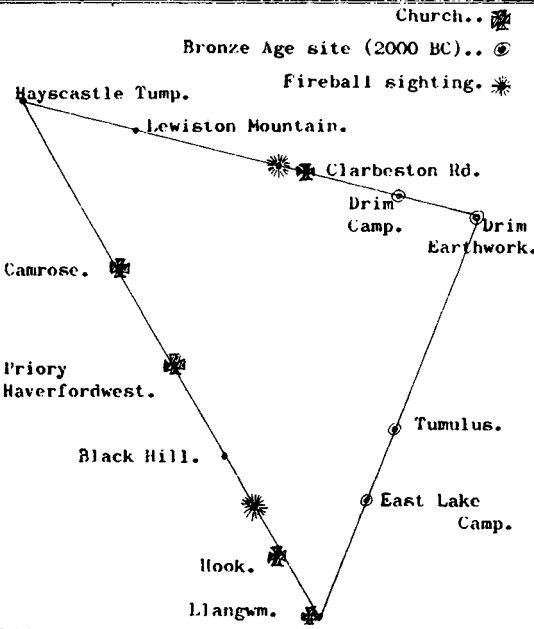 Church..
Bronze Age site (2000 BC)..
Fireball sighting.
Hayscastle Tump.
Lewiston Mountain.
Clarbeston Rd.
Drim
Camp.
Drim
Earthwork.
Camrose.
Priory
Haverfordwest.
Tumulus.
Black Hill.
East Lake
Camp.
Hook.
Llangwm.